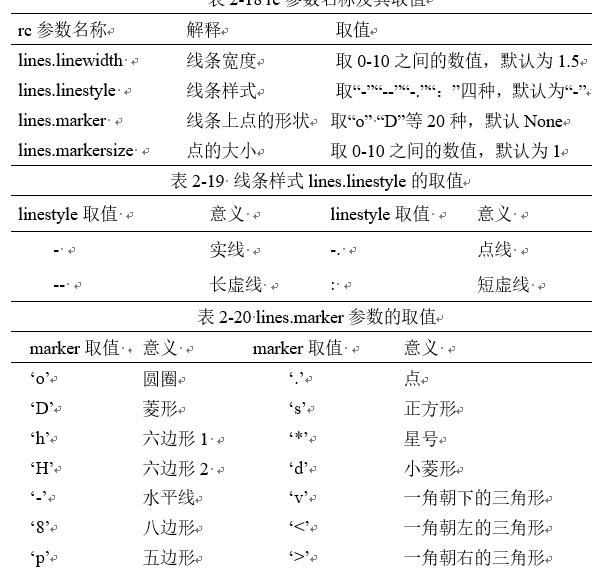 表 2-18 rc 参数名称及其取值
rc 参数名称 解释 取值
lines.linewidth 线条宽度 取 0-10 之间的数值，默认为 1.5
lines.linestyle 线条样式 取“-”“--”“-.”“：”四种，默认为“-”
lines.marker 线条上点的形状 取“o”“D”等 20 种，默认 None
lines.markersize 点的大小 取 0-10 之间的数值，默认为 1
表 2-19 线条样式 lines.linestyle 的取值
linestyle 取值 意义 linestyle 取值 意义
- 实线 -. 点线
-- 长虚线 : 短虚线
表 2-20 lines.marker 参数的取值
marker 取值 意义 marker 取值 意义
‘o’ 圆圈 ‘.’ 点
‘D’ 菱形 ‘s’ 正方形
‘h’ 六边形 1 ‘*’ 星号
‘H’ 六边形 2 ‘d’ 小菱形
‘-’ 水平线 ‘v’ 一角朝下的三角形
‘8’ 八边形 ‘<’ 一角朝左的三角形
‘p’ 五边形 ‘>’ 一角朝右的三角形